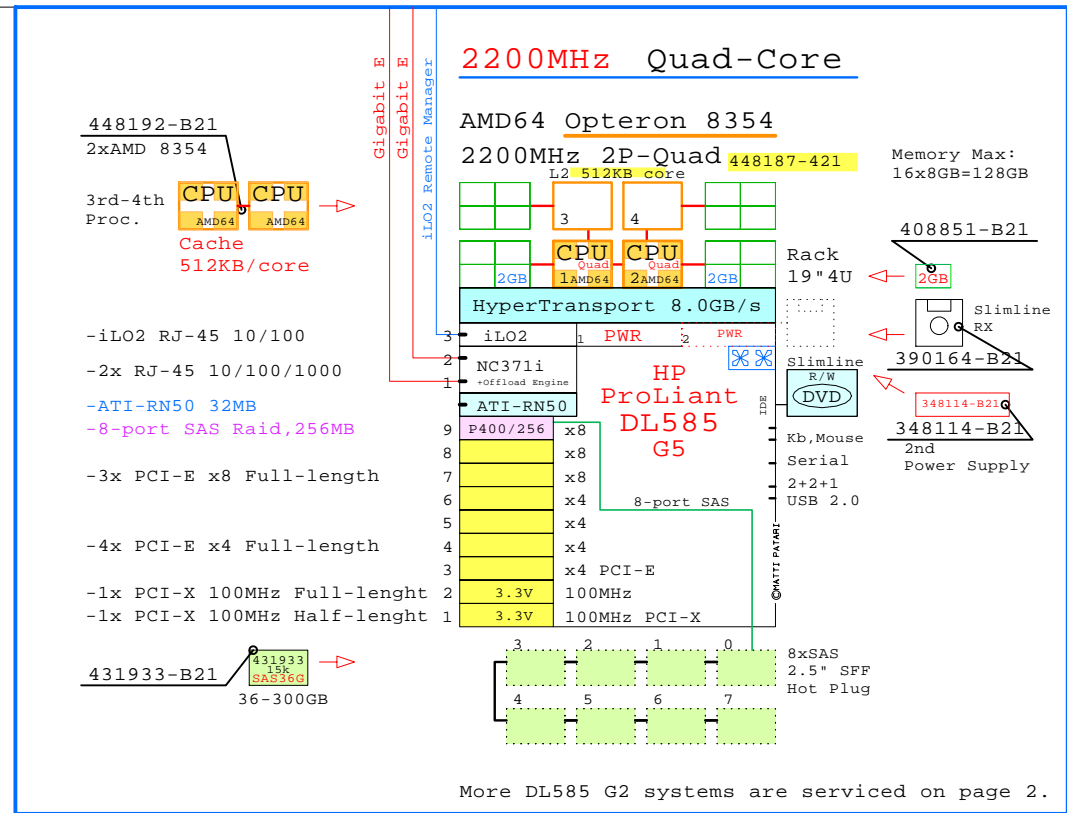 2200MHz Quad-Core
Gigabit E
Gigabit E
iLO2 Remote Manager
448192-B21
2xAMD 8354
3rd-4th
Proc.
CPU
AMD64
CPU
AMD64
Cache
512KB/core
AMD64 Opteron 8354
2200MHz 2P-Quad 448187-421
L2 512KB core
Memory Max:
16x8GB=128GB
3
4
CPU
Quad
1AMD64
CPU
Quad
2AMD64
2GB
2GB
Rack
19"4U
408851-B21
2GB
HyperTransport 8.0GB/s
Slimline
RX
390164-B21
-iLO2 RJ-45 10/100
3 iLO2
1 PWR
2 PWR
-2x RJ-45 10/100/1000
2
1
NC371i
+Offload Engine
HP
ProLiant
DL585
G5
Slimline
R/W
DVD
IDE
348114-B21
348114-B21
2nd
Power Supply
-ATI-RN50 32MB
ATI-RN50
-8-port SAS Raid,256MB
9 P400/256 x8
8 x8
-3x PCI-E x8 Full-length
7 x8
6 x4
5 x4
-4x PCI-E x4 Full-length
4 x4
3 x4 PCI-E
-1x PCI-X 100MHz Full-lenght 2 3.3V 100MHz
-1x PCI-X 100MHz Half-lenght 1 3.3V 100MHz PCI-X
8-port SAS
Kb,Mouse
Serial
2+2+1
USB 2.0
©MATTI PATARI
431933-B21
431933
15k
SAS36G
36-300GB
3 2 1 0
4 5 6 7
8xSAS
2.5" SFF
Hot Plug
More DL585 G2 systems are serviced on page 2.